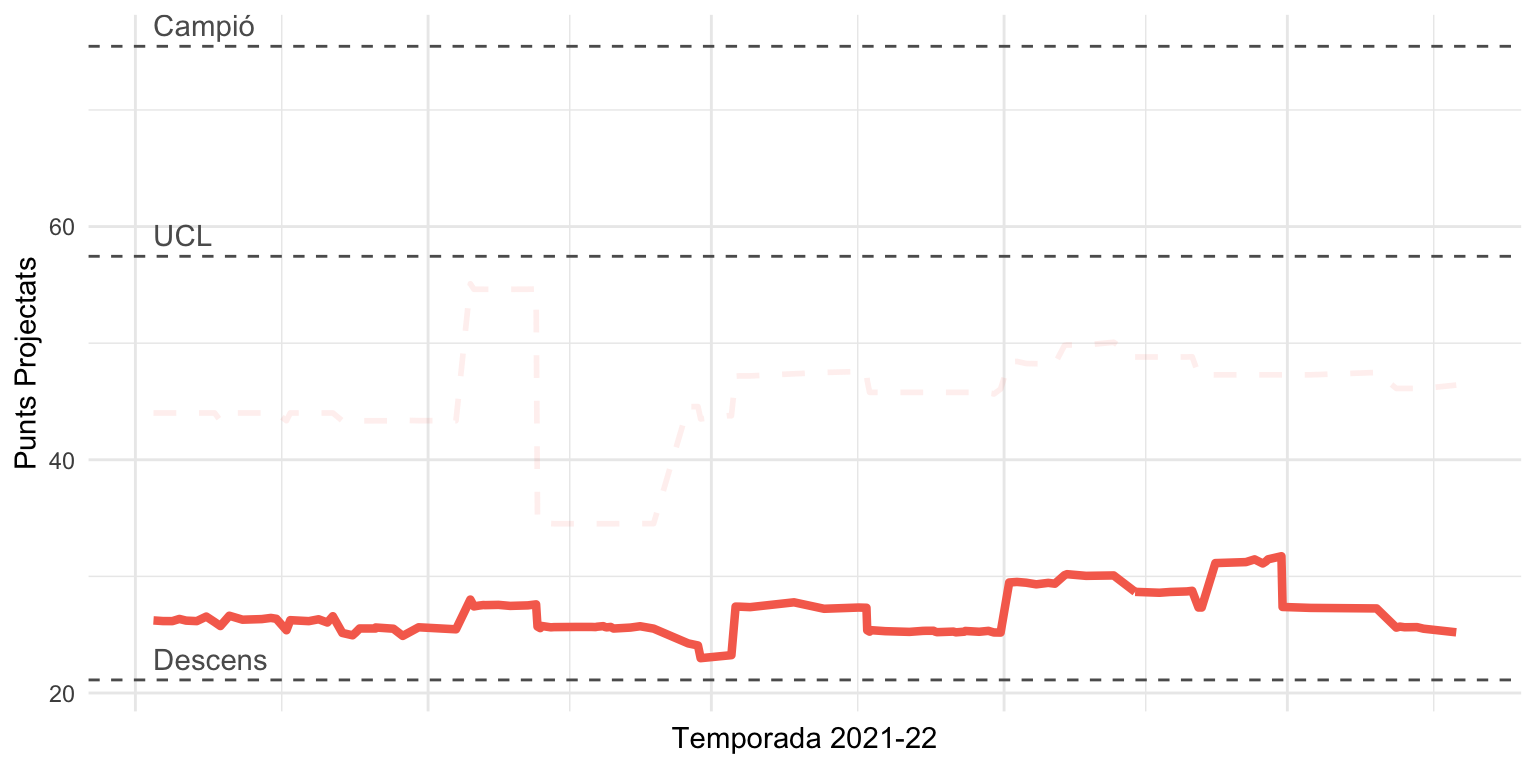 Campió
60
UCL
Punts Projectats
40
Descens
20
Temporada 2021-22